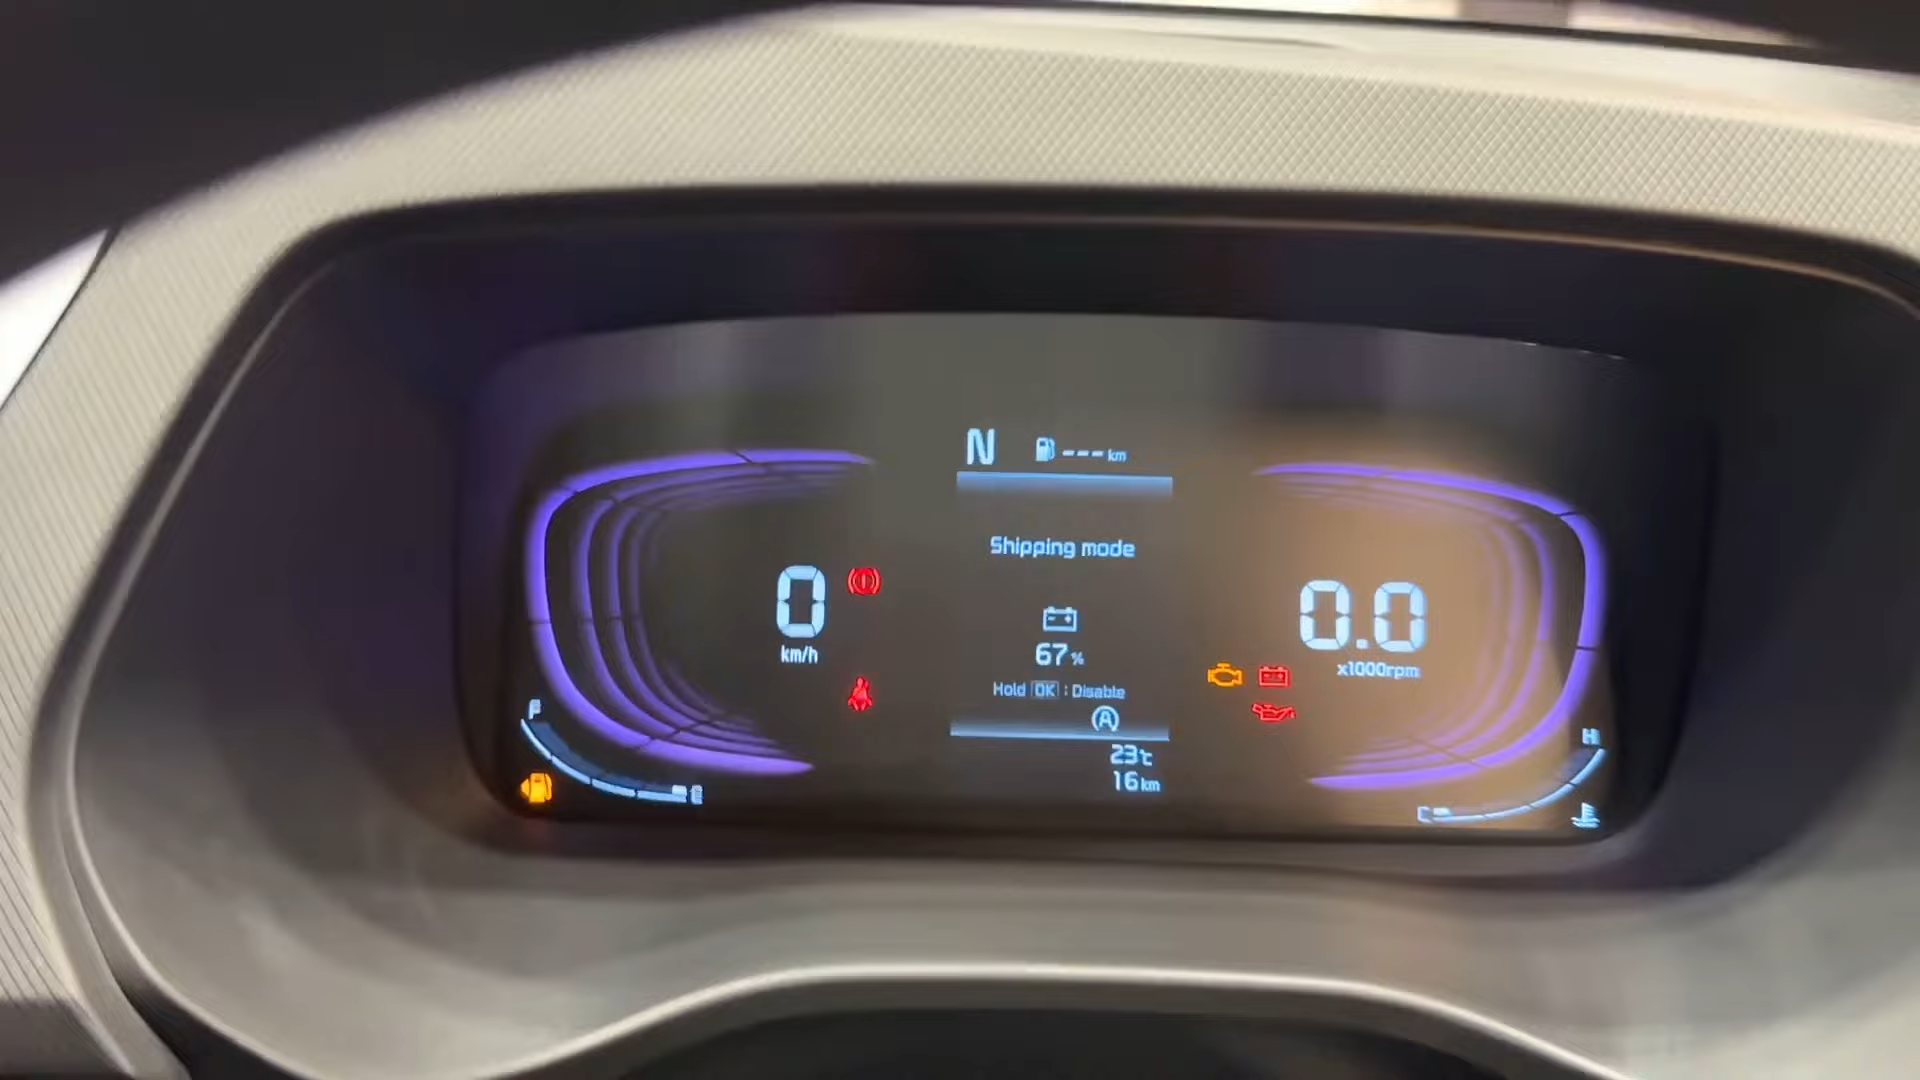 N --- km
Shipping mode
0
km/h
67%
Hold OK : Disable
A
23℃
16 km
0.0
x1000rpm
F
E
H
C